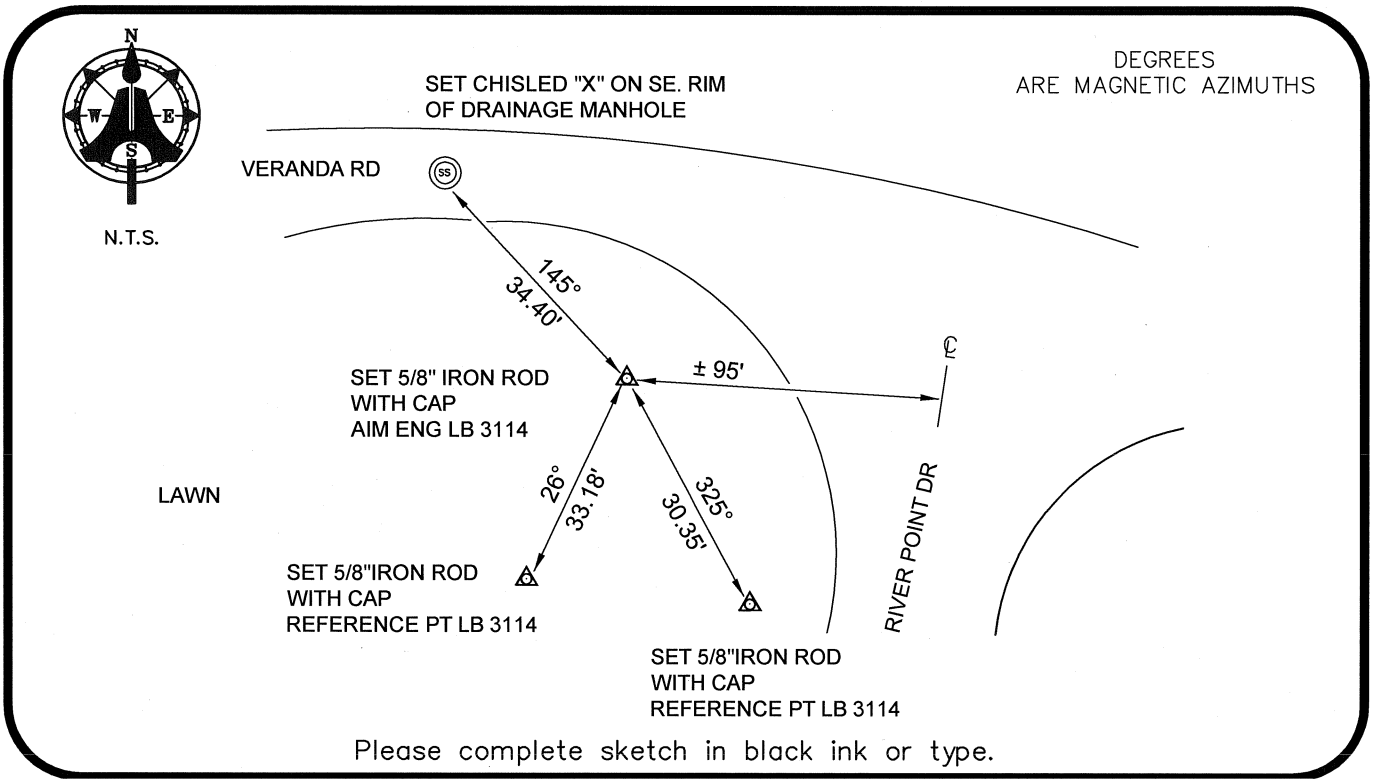 N
W E
S
N.T.S.
DEGREES
ARE MAGNETIC AZIMUTHS
SET CHISLED "X" ON SE. RIM
OF DRAINAGE MANHOLE
VERANDA RD
SS
145°
34.40'
± 95'
℄
SET 5/8" IRON ROD
WITH CAP
AIM ENG LB 3114
26°
33.18'
325°
30.35'
RIVER POINT DR
LAWN
SET 5/8"IRON ROD
WITH CAP
REFERENCE PT LB 3114
SET 5/8"IRON ROD
WITH CAP
REFERENCE PT LB 3114
Please complete sketch in black ink or type.